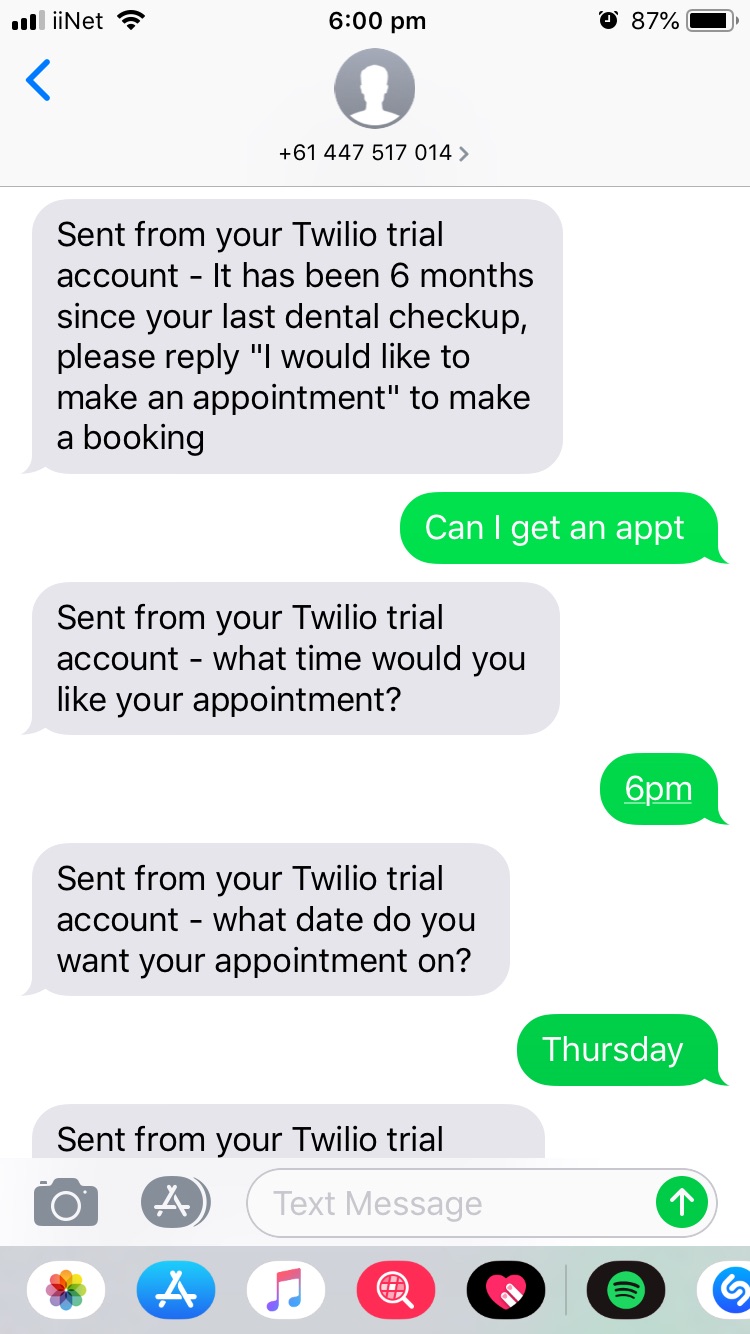 iiNet 6:00 pm 87%
+61 447 517 014
Sent from your Twilio trial
account - It has been 6 months
since your last dental checkup,
please reply "I would like to
make an appointment" to make
a booking
Can I get an appt
Sent from your Twilio trial
account - what time would you
like your appointment?
6pm
Sent from your Twilio trial
account - what date do you
want your appointment on?
Thursday
Sent from your Twilio trial
Text Message